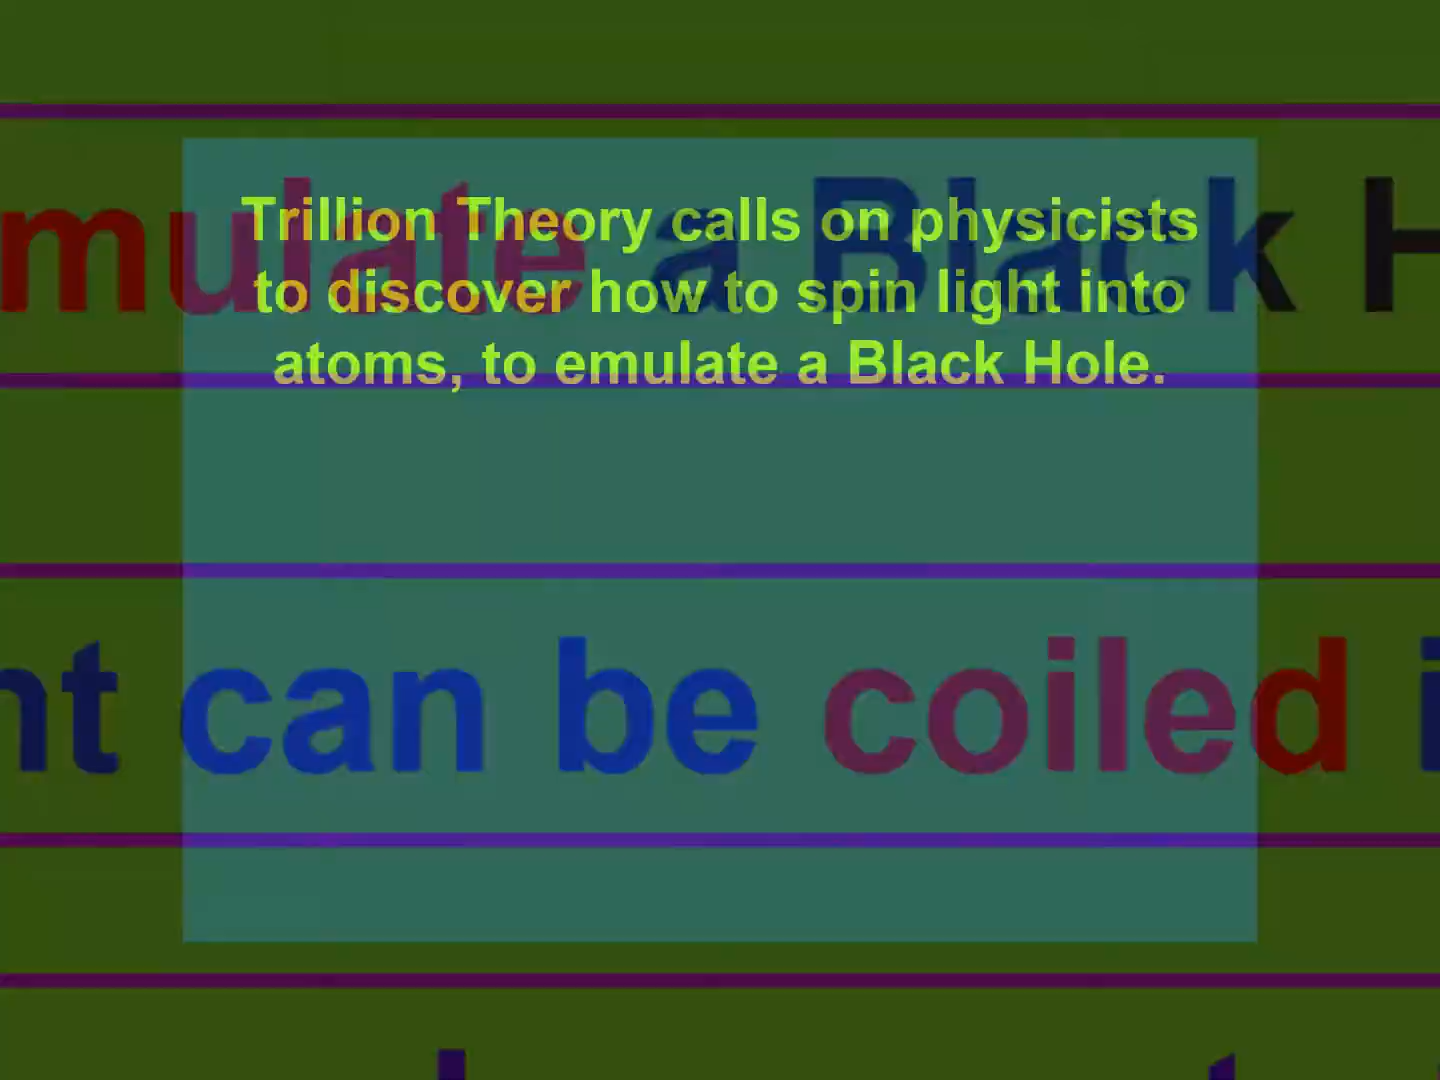 Trillion Theory calls on physicists
to discover how to spin light into
atoms, to emulate a Black Hole.
mulate a Black H
nt can be coiled i